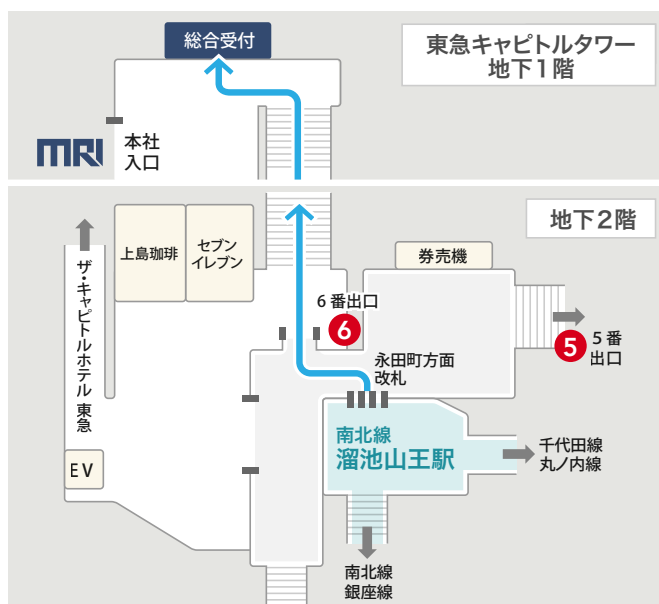 総合受付
東急キャピトルタワー
地下1階
MRI
本社
入口
地下2階
上島珈琲
セブン
イレブン
券売機
ザ・キャピトルホテル 東急
6番出口
6
5
5番
出口
永田町方面
改札
南北線
溜池山王駅
千代田線
丸ノ内線
EV
南北線
銀座線